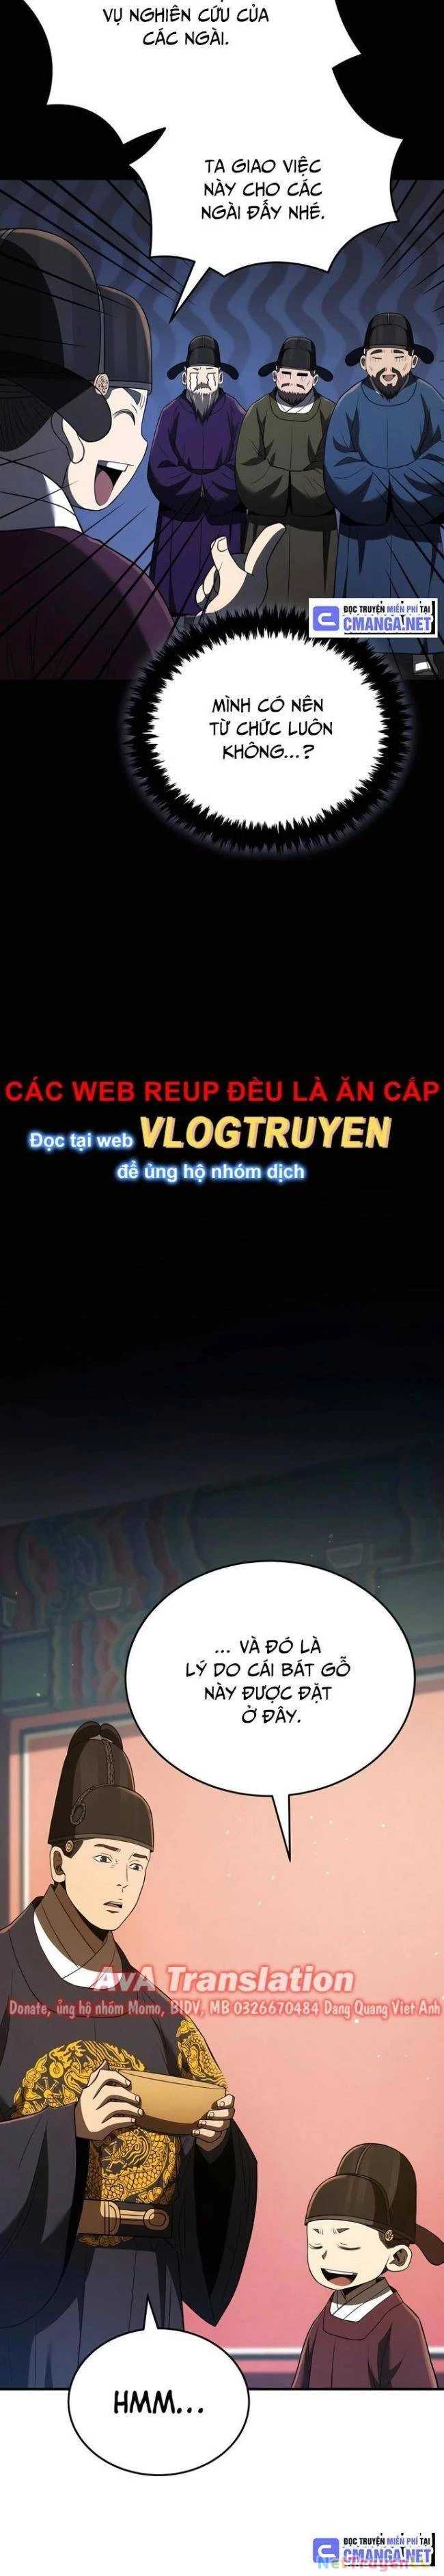 VỤ NGHIÊN CỨU CỦA
CÁC NGÀI.
TA GIAO VIỆC
NÀY CHO CÁC
NGÀI ĐẤY NHÉ.
ĐỌC TRUYỆN MIỄN PHÍ TẠI
CMANGA.NET
MÌNH CÓ NÊN
TỪ CHỨC LUÔN
KHÔNG...?
CÁC WEB REUP ĐỀU LÀ ĂN CẮP
Đọc tại web VLOGTRUYEN
để ủng hộ nhóm dịch
... VÀ ĐÓ LÀ
LÝ DO CÁI BÁT GỖ
NÀY ĐƯỢC ĐẶT
Ở ĐÂY.
AvA Translation
Donate, ủng hộ nhóm Momo, BIDV, MB 0326670484 Dang Quang Viet Anh
HMM...
ĐỌC TRUYỆN MIỄN PHÍ TẠI
CMANGA.NET